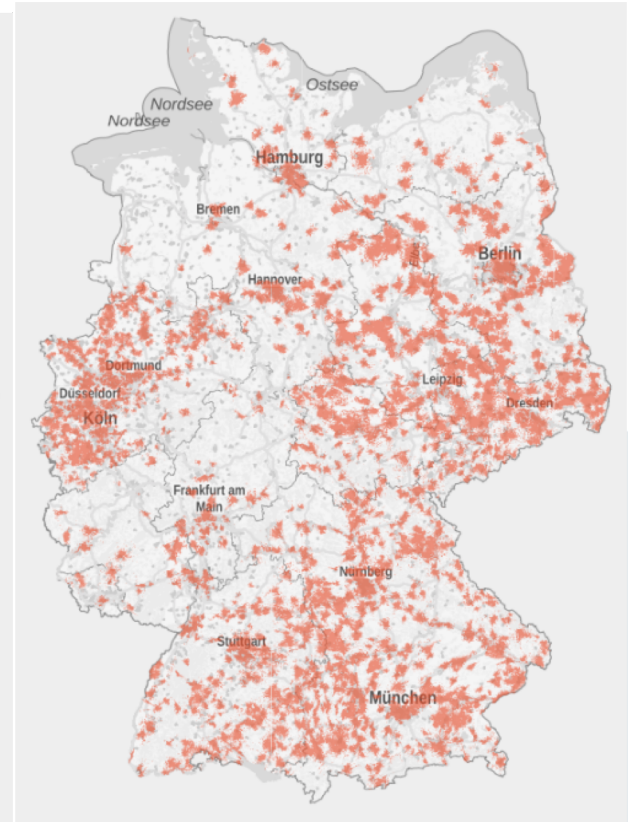 Ostsee
Nordsee
Nordsee
Hamburg
Bremen
Berlin
Elbe
Hannover
Dortmund
Leipzig
Düsseldorf
Dresden
Köln
Frankfurt am
Main
Nürnberg
Stuttgart
München